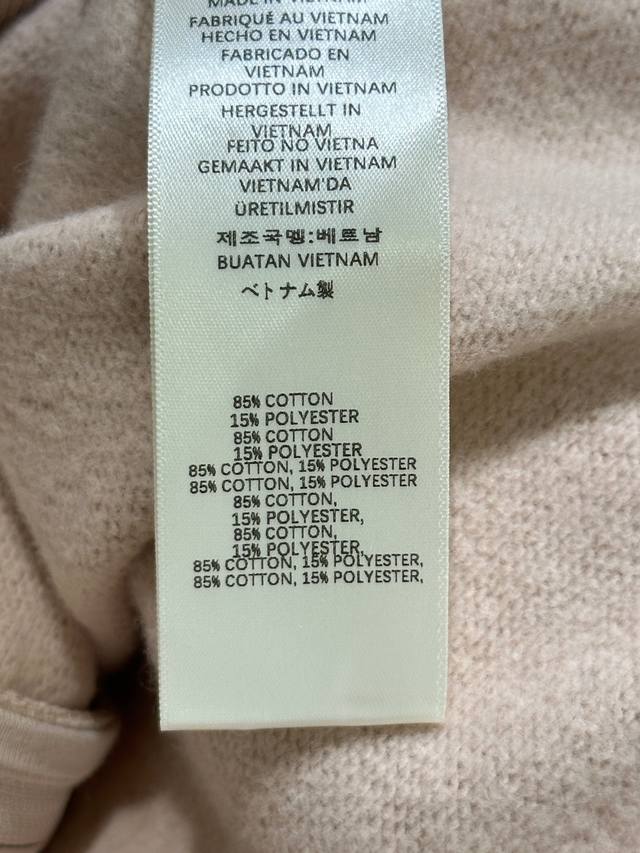 MADE IN VIETNAM
FABRIQUÉ AU VIETNAM
HECHO EN VIETNAM
FABRICADO EN
VIETNAM
PRODOTTO IN VIETNAM
HERGESTELLT IN
VIETNAM
FEITO NO VIETNA
GEMAAKT IN VIETNAM
VIETNAM'DA
ÜRETILMISTIR
제조국명:베트남
BUATAN VIETNAM
ベトナム製
85% COTTON
15% POLYESTER
85% COTTON
15% POLYESTER
85% COTTON, 15% POLYESTER
85% COTTON, 15% POLYESTER
85% COTTON,
15% POLYESTER,
85% COTTON,
15% POLYESTER,
85% COTTON, 15% POLYESTER,
85% COTTON, 15% POLYESTER,